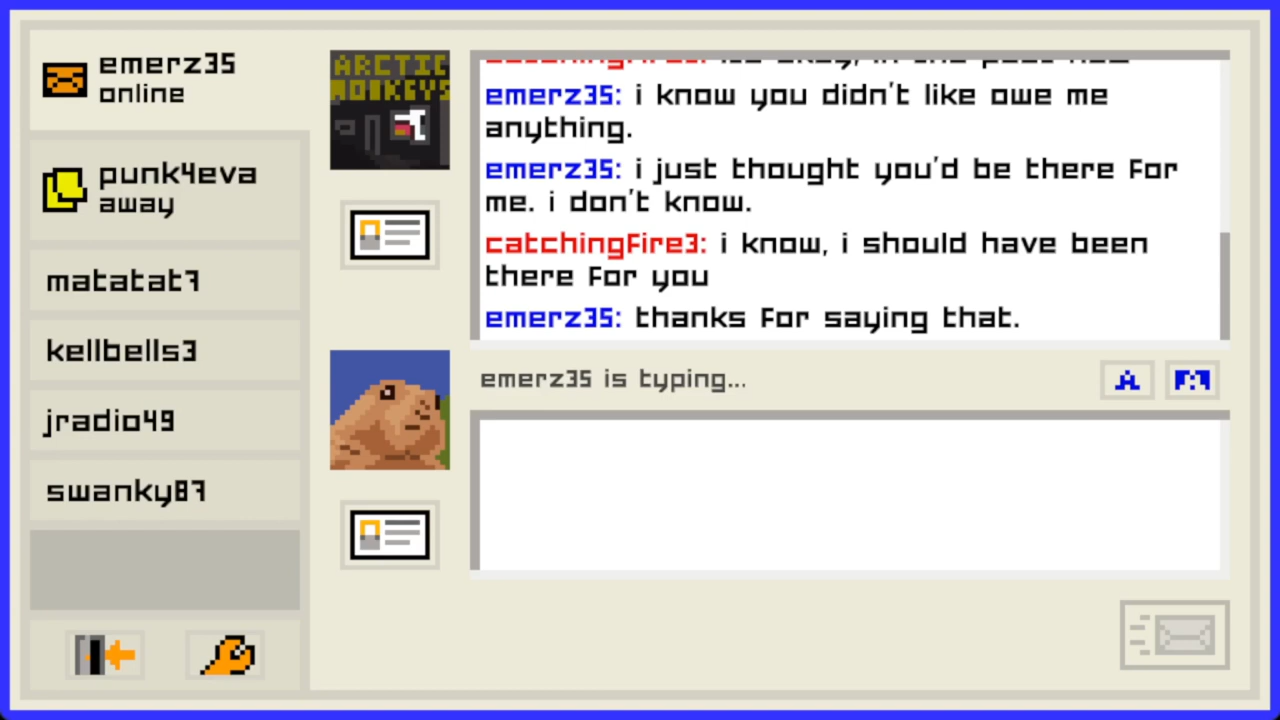 emerz35
online
punk4eva
away
matatat7
kellbells3
jradio49
swanky87
ARCTIC
MONKEYS
emerz35: i know you didn't like owe me
anything.
emerz35: i just thought you'd be there For
me. i don't know.
catchingFire3: i know, i should have been
there For you
emerz35: thanks For saying that.
emerz35 is typing...
A